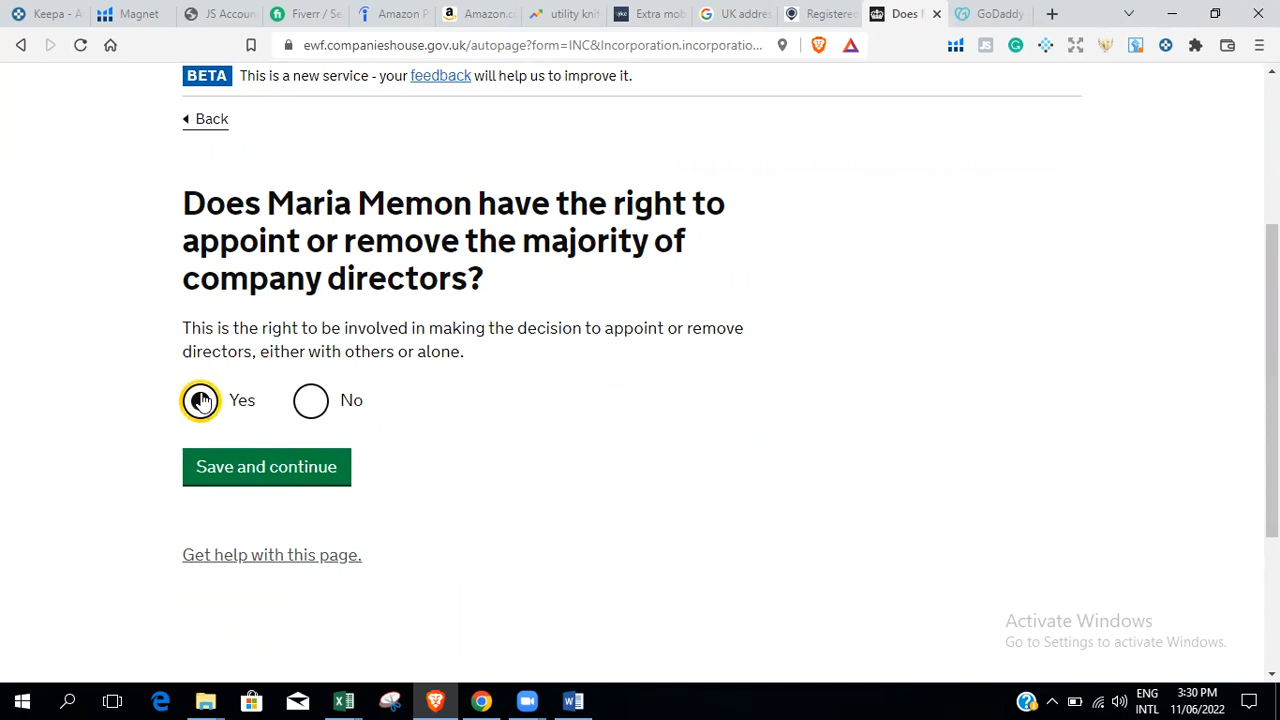 Keepa - A
Magnet
JS Accoun
Fiverr / Se
Amazon P
Amazon.c
utility knif
Extra mob
UK addre
Registered
Does M
GoDaddy
ewf.companieshouse.gov.uk/autopage?form=INC&Incorporation.incorporatio...
BETA This is a new service - your feedback will help us to improve it.
Back
Does Maria Memon have the right to
appoint or remove the majority of
company directors?
This is the right to be involved in making the decision to appoint or remove
directors, either with others or alone.
Yes No
Save and continue
Get help with this page.
Activate Windows
Go to Settings to activate Windows.
ENG
INTL
3:30 PM
11/06/2022